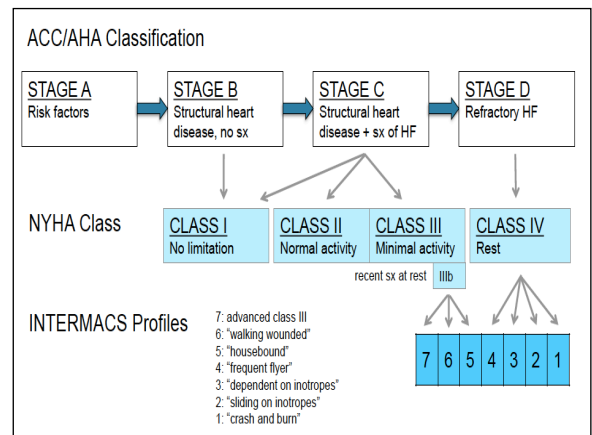 ACC/AHA Classification
STAGE A
Risk factors
STAGE B
Structural heart
disease, no sx
STAGE C
Structural heart
disease + sx of HF
STAGE D
Refractory HF
NYHA Class
CLASS I
No limitation
CLASS II
Normal activity
CLASS III
Minimal activity
CLASS IV
Rest
recent sx at rest
IIIb
INTERMACS Profiles
7: advanced class III
6: “walking wounded”
5: “housebound”
4: “frequent flyer”
3: “dependent on inotropes”
2: “sliding on inotropes”
1: “crash and burn”
7 6 5 4 3 2 1